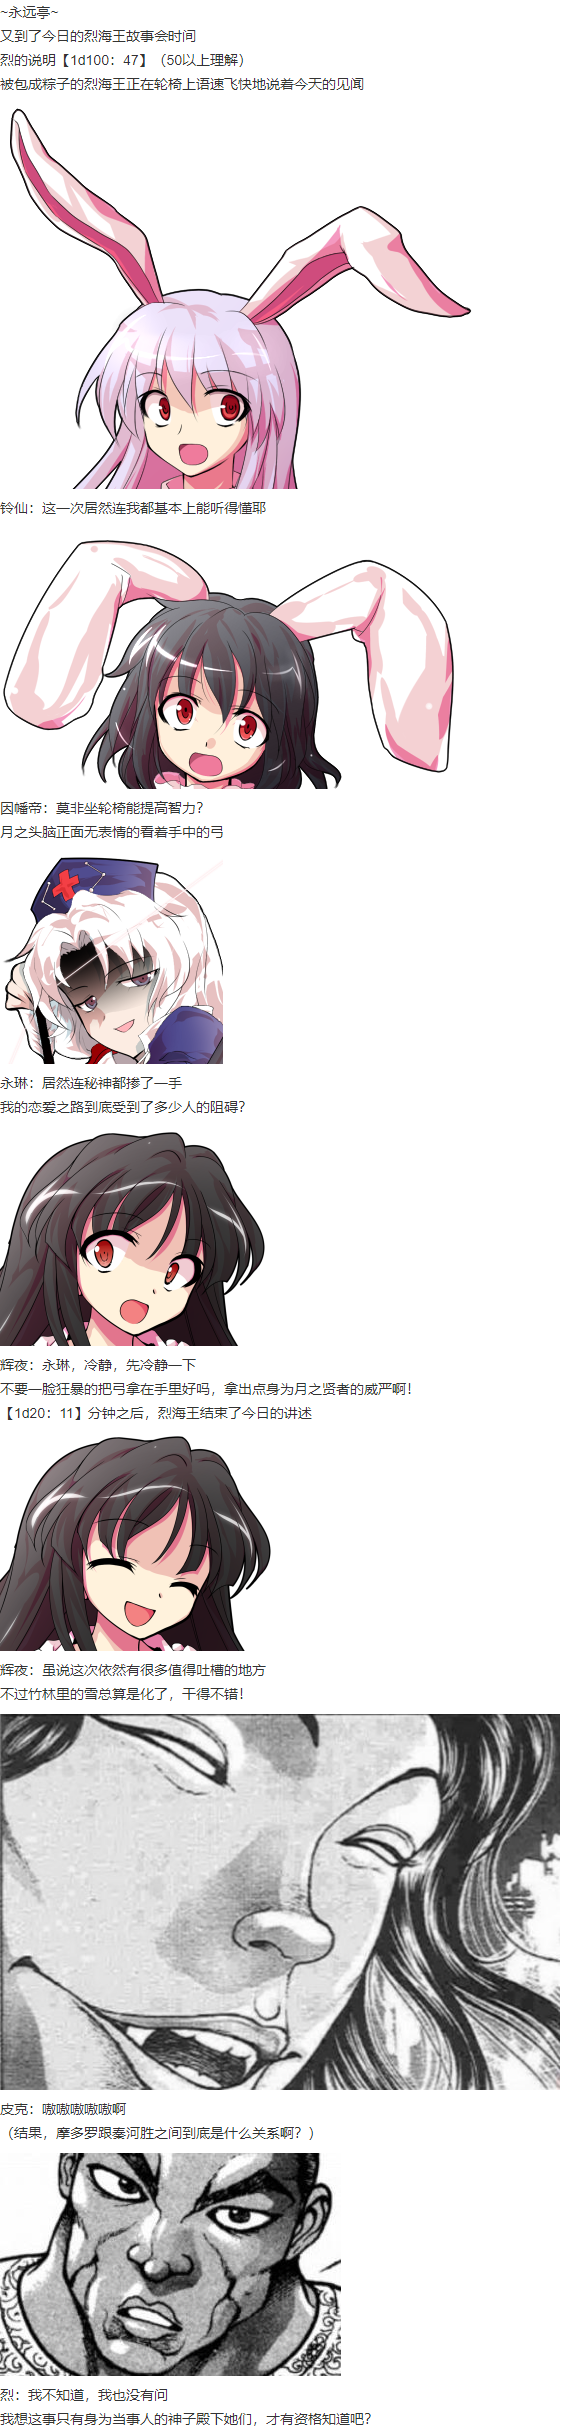 ~永远亭~
又到了今日的烈海王故事会时间
烈的说明【1d100：47】（50以上理解）
被包成粽子的烈海王正在轮椅上语速飞快地说着今天的见闻
铃仙：这一次居然连我都基本上能听得懂耶
因幡帝：莫非坐轮椅能提高智力？
月之头脑正面无表情的看着手中的弓
永琳：居然连秘神都掺了一手
我的恋爱之路到底受到了多少人的阻碍？
辉夜：永琳，冷静，先冷静一下
不要一脸狂暴的把弓拿在手里好吗，拿出点身为月之贤者的威严啊！
【1d20：11】分钟之后，烈海王结束了今日的讲述
辉夜：虽说这次依然有很多值得吐槽的地方
不过竹林里的雪总算是化了，干得不错！
皮克：嗷嗷嗷嗷嗷啊
（结果，摩多罗跟秦河胜之间到底是什么关系啊？）
烈：我不知道，我也没有问
我想这事只有身为当事人的神子殿下她们，才有资格知道吧？